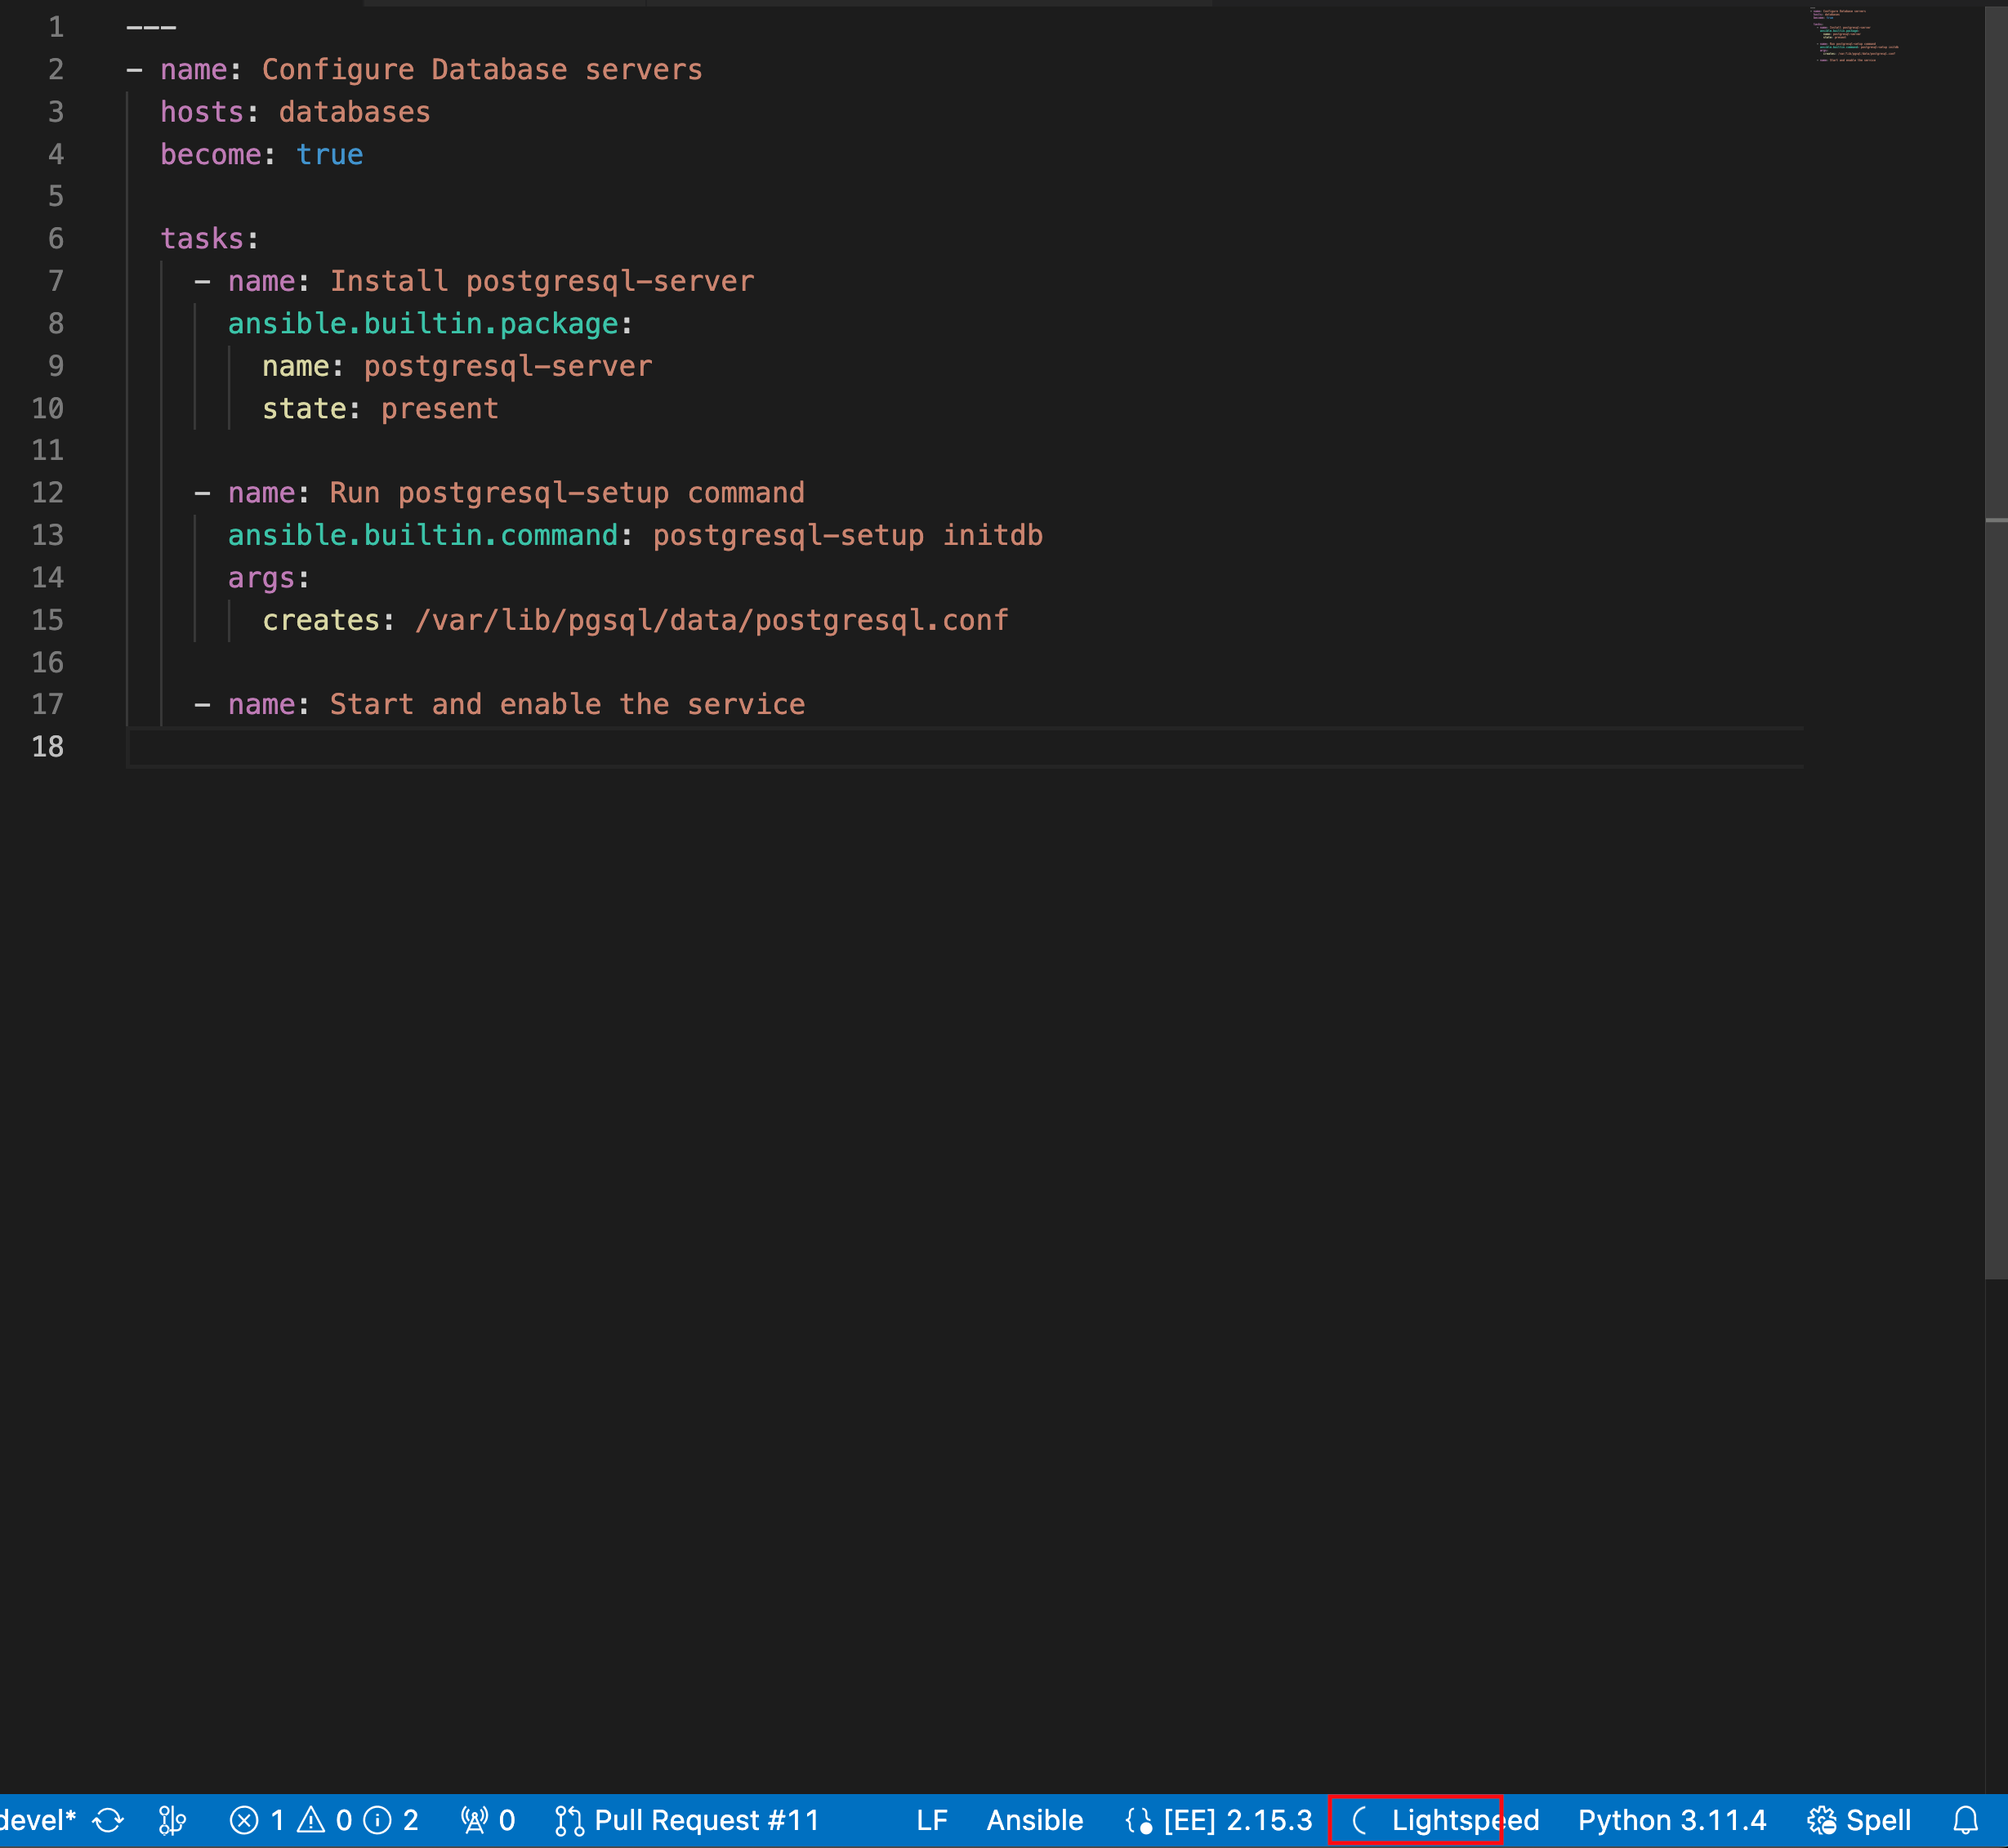 1 ---
2 - name: Configure Database servers
3 hosts: databases
4 become: true
5
6 tasks:
7 - name: Install postgresql-server
8 ansible.builtin.package:
9 name: postgresql-server
10 state: present
11
12 - name: Run postgresql-setup command
13 ansible.builtin.command: postgresql-setup initdb
14 args:
15 creates: /var/lib/pgsql/data/postgresql.conf
16
17 - name: Start and enable the service
18
devel* 1 0 2 0 Pull Request #11 LF Ansible [EE] 2.15.3 Lightspeed Python 3.11.4 Spell